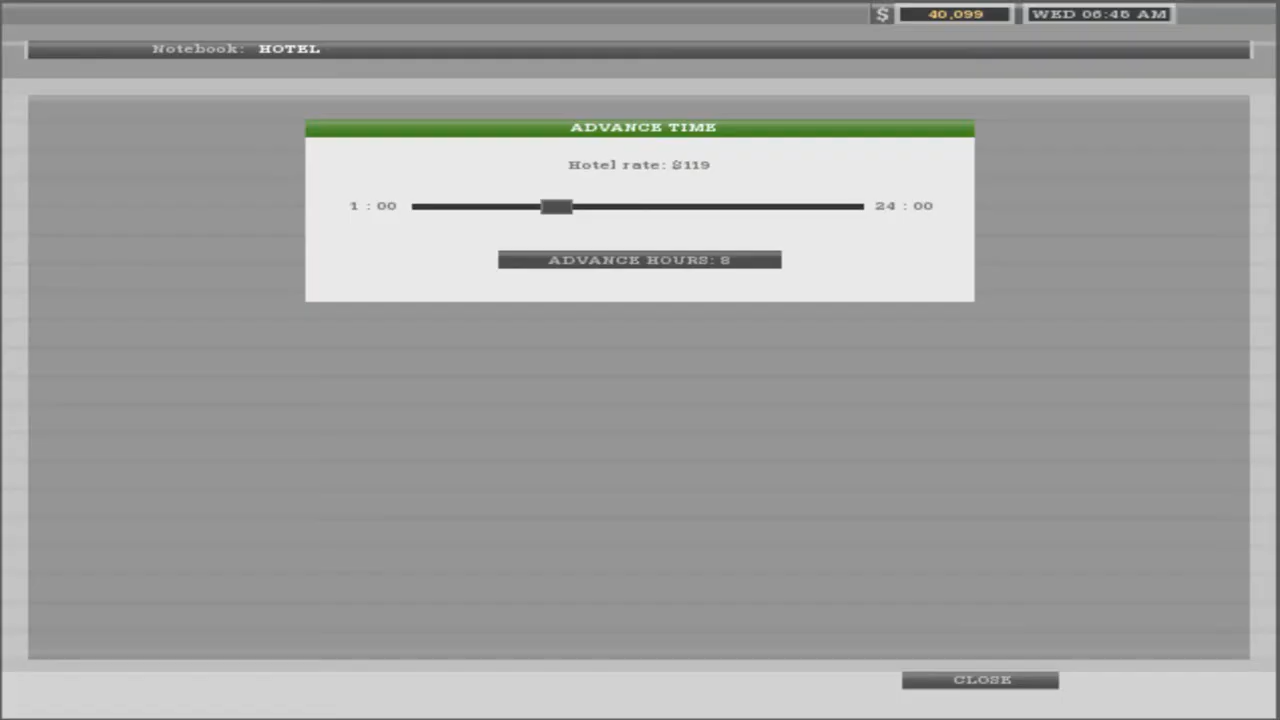 $ 40,099 WED 06:45 AM
Notebook: HOTEL
ADVANCE TIME
Hotel rate: $119
1 : 00 24 : 00
ADVANCE HOURS: 8
CLOSE